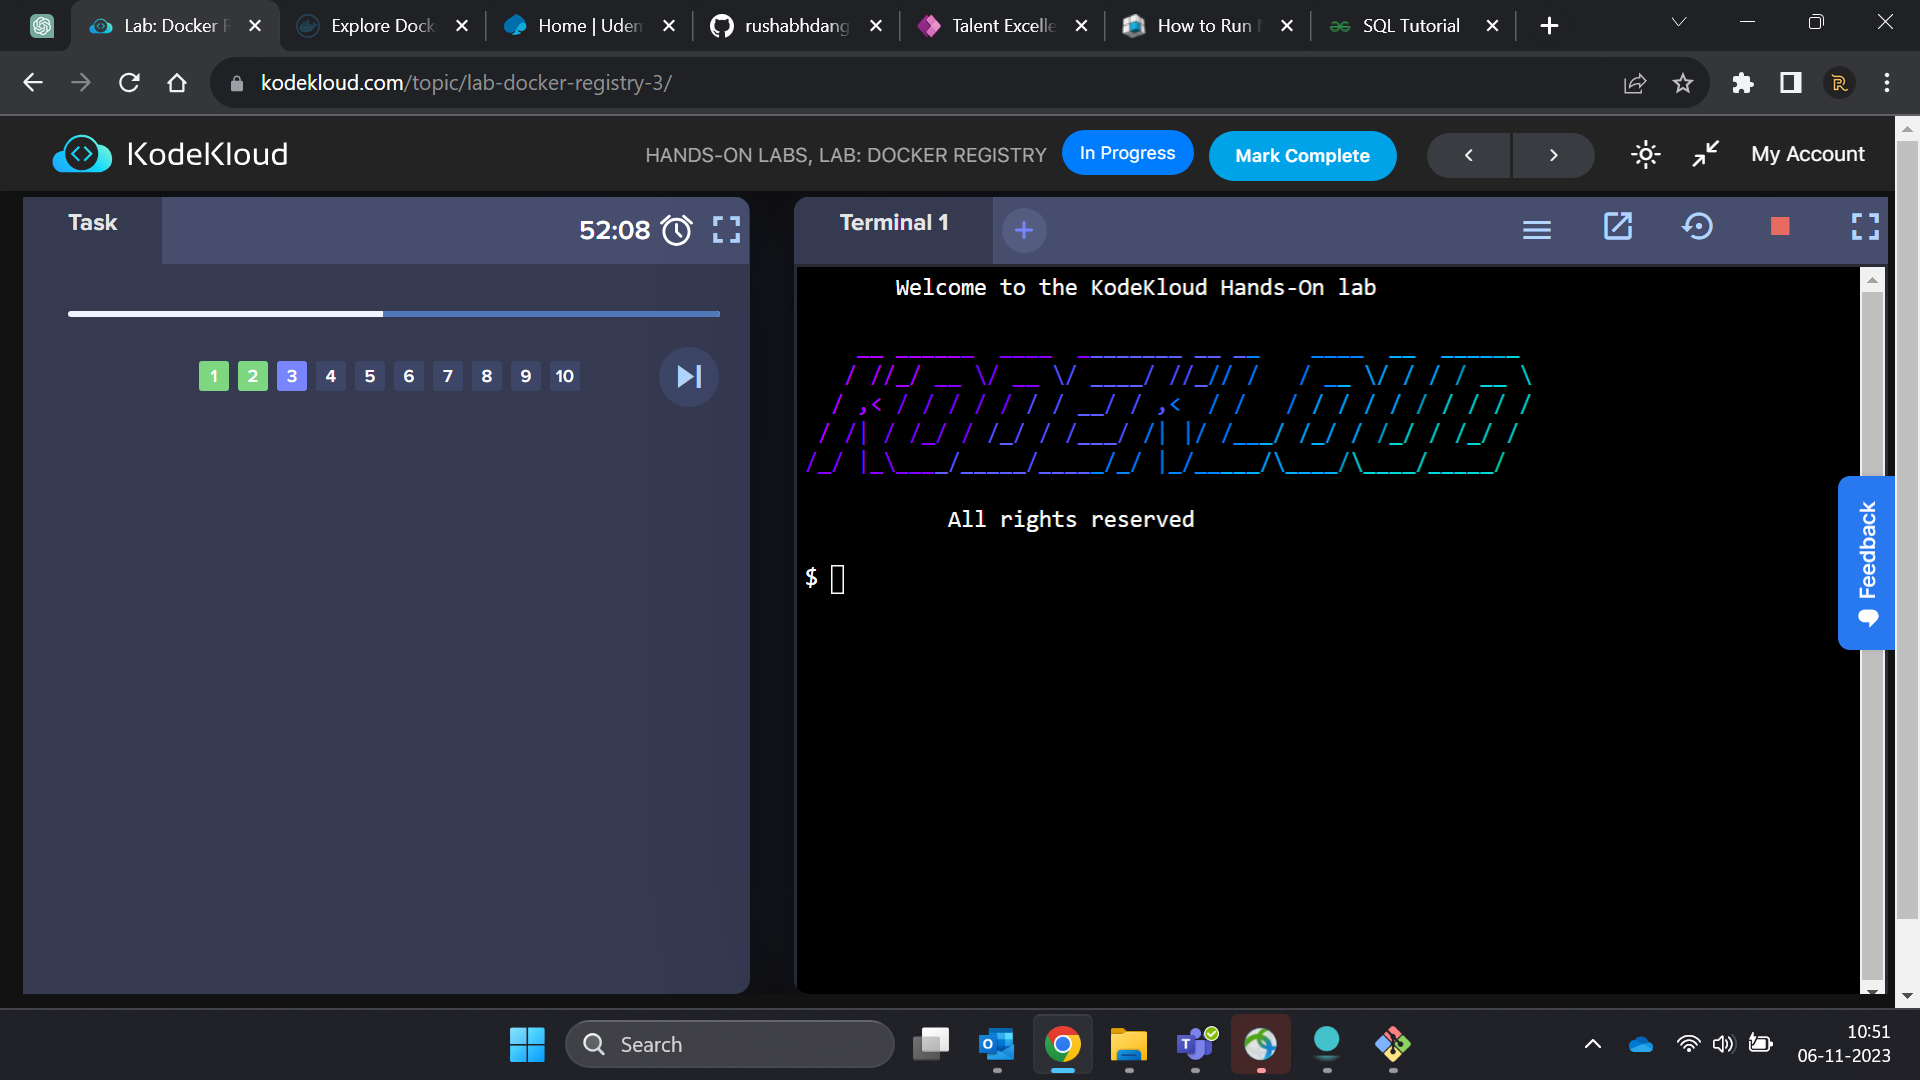 Lab: Docker R
Explore Dock
Home | Uden
rushabhdang
Talent Excelle
How to Run
SQL Tutorial
kodekloud.com/topic/lab-docker-registry-3/
KodeKloud
HANDS-ON LABS, LAB: DOCKER REGISTRY
In Progress
Mark Complete
My Account
Task
52:08
Terminal 1
1 2 3 4 5 6 7 8 9 10
Welcome to the KodeKloud Hands-On lab
KODEKLOUD
All rights reserved
$
Feedback
Search
10:51
06-11-2023